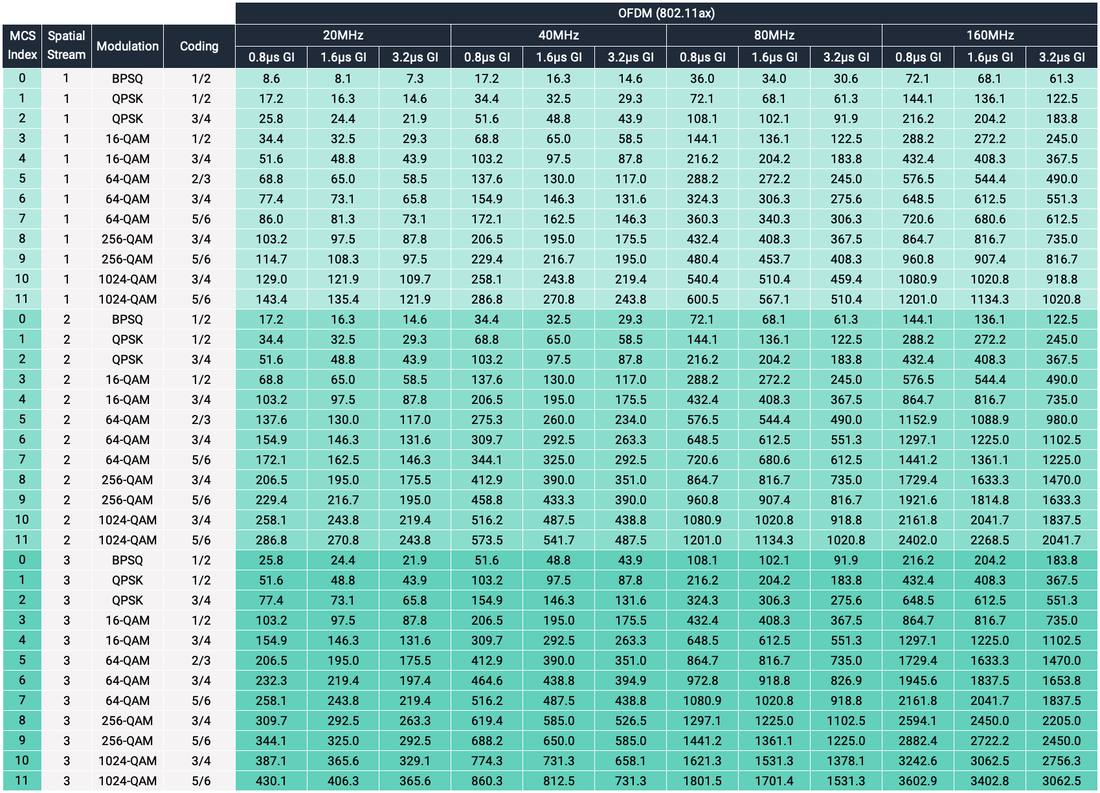 OFDM (802.11ax)
MCS Index Spatial Stream Modulation Coding 20MHz 40MHz 80MHz 160MHz
0.8µs GI 1.6µs GI 3.2µs GI 0.8µs GI 1.6µs GI 3.2µs GI 0.8µs GI 1.6µs GI 3.2µs GI 0.8µs GI 1.6µs GI 3.2µs GI
0 1 BPSQ 1/2 8.6 8.1 7.3 17.2 16.3 14.6 36.0 34.0 30.6 72.1 68.1 61.3
1 1 QPSK 1/2 17.2 16.3 14.6 34.4 32.5 29.3 72.1 68.1 61.3 144.1 136.1 122.5
2 1 QPSK 3/4 25.8 24.4 21.9 51.6 48.8 43.9 108.1 102.1 91.9 216.2 204.2 183.8
3 1 16-QAM 1/2 34.4 32.5 29.3 68.8 65.0 58.5 144.1 136.1 122.5 288.2 272.2 245.0
4 1 16-QAM 3/4 51.6 48.8 43.9 103.2 97.5 87.8 216.2 204.2 183.8 432.4 408.3 367.5
5 1 64-QAM 2/3 68.8 65.0 58.5 137.6 130.0 117.0 288.2 272.2 245.0 576.5 544.4 490.0
6 1 64-QAM 3/4 77.4 73.1 65.8 154.9 146.3 131.6 324.3 306.3 275.6 648.5 612.5 551.3
7 1 64-QAM 5/6 86.0 81.3 73.1 172.1 162.5 146.3 360.3 340.3 306.3 720.6 680.6 612.5
8 1 256-QAM 3/4 103.2 97.5 87.8 206.5 195.0 175.5 432.4 408.3 367.5 864.7 816.7 735.0
9 1 256-QAM 5/6 114.7 108.3 97.5 229.4 216.7 195.0 480.4 453.7 408.3 960.8 907.4 816.7
10 1 1024-QAM 3/4 129.0 121.9 109.7 258.1 243.8 219.4 540.4 510.4 459.4 1080.9 1020.8 918.8
11 1 1024-QAM 5/6 143.4 135.4 121.9 286.8 270.8 243.8 600.5 567.1 510.4 1201.0 1134.3 1020.8
0 2 BPSQ 1/2 17.2 16.3 14.6 34.4 32.5 29.3 72.1 68.1 61.3 144.1 136.1 122.5
1 2 QPSK 1/2 34.4 32.5 29.3 68.8 65.0 58.5 144.1 136.1 122.5 288.2 272.2 245.0
2 2 QPSK 3/4 51.6 48.8 43.9 103.2 97.5 87.8 216.2 204.2 183.8 432.4 408.3 367.5
3 2 16-QAM 1/2 68.8 65.0 58.5 137.6 130.0 117.0 288.2 272.2 245.0 576.5 544.4 490.0
4 2 16-QAM 3/4 103.2 97.5 87.8 206.5 195.0 175.5 432.4 408.3 367.5 864.7 816.7 735.0
5 2 64-QAM 2/3 137.6 130.0 117.0 275.3 260.0 234.0 576.5 544.4 490.0 1152.9 1088.9 980.0
6 2 64-QAM 3/4 154.9 146.3 131.6 309.7 292.5 263.3 648.5 612.5 551.3 1297.1 1225.0 1102.5
7 2 64-QAM 5/6 172.1 162.5 146.3 344.1 325.0 292.5 720.6 680.6 612.5 1441.2 1361.1 1225.0
8 2 256-QAM 3/4 206.5 195.0 175.5 412.9 390.0 351.0 864.7 816.7 735.0 1729.4 1633.3 1470.0
9 2 256-QAM 5/6 229.4 216.7 195.0 458.8 433.3 390.0 960.8 907.4 816.7 1921.6 1814.8 1633.3
10 2 1024-QAM 3/4 258.1 243.8 219.4 516.2 487.5 438.8 1080.9 1020.8 918.8 2161.8 2041.7 1837.5
11 2 1024-QAM 5/6 286.8 270.8 243.8 573.5 541.7 487.5 1201.0 1134.3 1020.8 2402.0 2268.5 2041.7
0 3 BPSQ 1/2 25.8 24.4 21.9 51.6 48.8 43.9 108.1 102.1 91.9 216.2 204.2 183.8
1 3 QPSK 1/2 51.6 48.8 43.9 103.2 97.5 87.8 216.2 204.2 183.8 432.4 408.3 367.5
2 3 QPSK 3/4 77.4 73.1 65.8 154.9 146.3 131.6 324.3 306.3 275.6 648.5 612.5 551.3
3 3 16-QAM 1/2 103.2 97.5 87.8 206.5 195.0 175.5 432.4 408.3 367.5 864.7 816.7 735.0
4 3 16-QAM 3/4 154.9 146.3 131.6 309.7 292.5 263.3 648.5 612.5 551.3 1297.1 1225.0 1102.5
5 3 64-QAM 2/3 206.5 195.0 175.5 412.9 390.0 351.0 864.7 816.7 735.0 1729.4 1633.3 1470.0
6 3 64-QAM 3/4 232.3 219.4 197.4 464.6 438.8 394.9 972.8 918.8 826.9 1945.6 1837.5 1653.8
7 3 64-QAM 5/6 258.1 243.8 219.4 516.2 487.5 438.8 1080.9 1020.8 918.8 2161.8 2041.7 1837.5
8 3 256-QAM 3/4 309.7 292.5 263.3 619.4 585.0 526.5 1297.1 1225.0 1102.5 2594.1 2450.0 2205.0
9 3 256-QAM 5/6 344.1 325.0 292.5 688.2 650.0 585.0 1441.2 1361.1 1225.0 2882.4 2722.2 2450.0
10 3 1024-QAM 3/4 387.1 365.6 329.1 774.3 731.3 658.1 1621.3 1531.3 1378.1 3242.6 3062.5 2756.3
11 3 1024-QAM 5/6 430.1 406.3 365.6 860.3 812.5 731.3 1801.5 1701.4 1531.3 3602.9 3402.8 3062.5